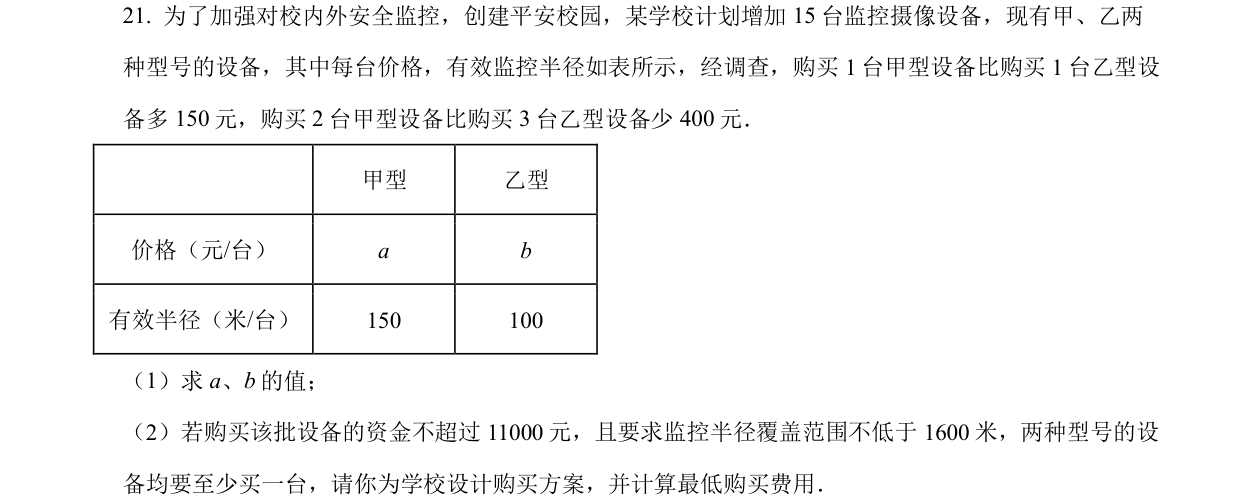 21. 为了加强对校内外安全监控，创建平安校园，某学校计划增加 15 台监控摄像设备，现有甲、乙两
种型号的设备，其中每台价格，有效监控半径如表所示，经调查，购买 1 台甲型设备比购买 1 台乙型设
备多 150 元，购买 2 台甲型设备比购买 3 台乙型设备少 400 元．
甲型 乙型
价格（元/台） a b
有效半径（米/台） 150 100
（1）求 a、b 的值；
（2）若购买该批设备的资金不超过 11000 元，且要求监控半径覆盖范围不低于 1600 米，两种型号的设
备均要至少买一台，请你为学校设计购买方案，并计算最低购买费用．